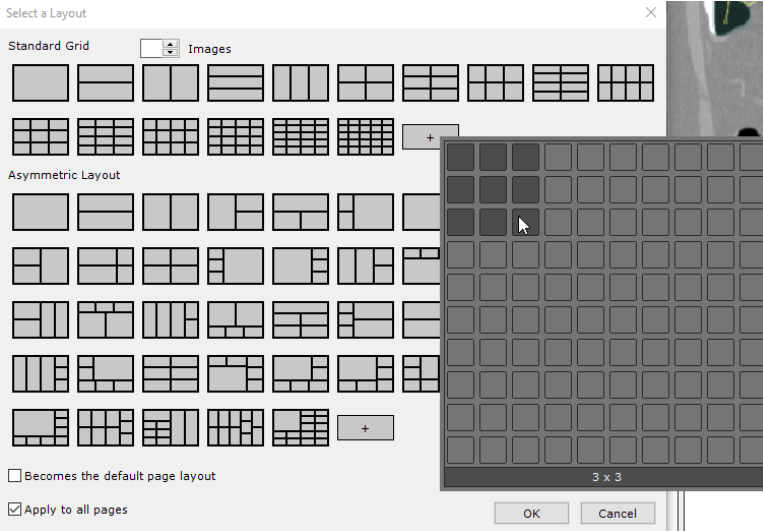 Select a Layout
Standard Grid
Images
+
Asymmetric Layout
3 x 3
+
Becomes the default page layout
Apply to all pages
OK
Cancel